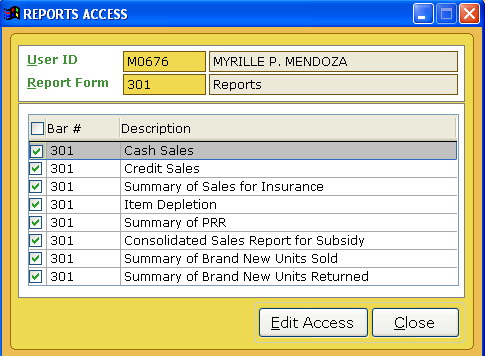 REPORTS ACCESS
User ID M0676 MYRILLE P. MENDOZA
Report Form 301 Reports
Bar # Description
301 Cash Sales
301 Credit Sales
301 Summary of Sales for Insurance
301 Item Depletion
301 Summary of PRR
301 Consolidated Sales Report for Subsidy
301 Summary of Brand New Units Sold
301 Summary of Brand New Units Returned
Edit Access Close